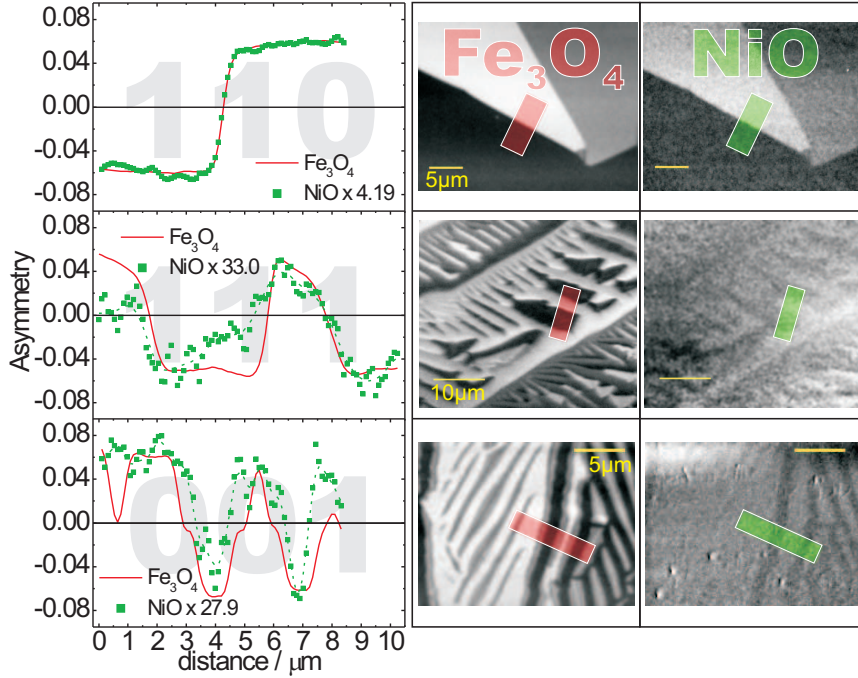 0.08
0.04
0.00
-0.04
-0.08
110
Fe₃O₄
NiO x 4.19
Fe₃O₄
5μm
NiO
Asymmetry
0.04
0.00
-0.04
-0.08
111
Fe₃O₄
NiO x 33.0
10μm
0.08
0.04
0.00
-0.04
-0.08
001
Fe₃O₄
NiO x 27.9
5μm
0 1 2 3 4 5 6 7 8 9 10
distance / μm